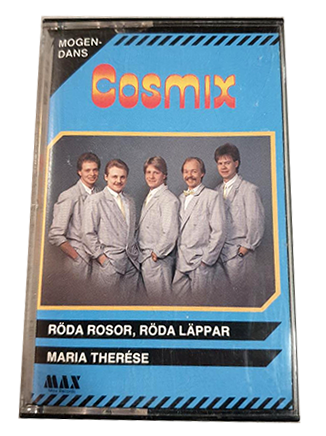 MOGEN-
DANS
Cosmix
RÖDA ROSOR, RÖDA LÄPPAR
MARIA THERÉSE
MAX